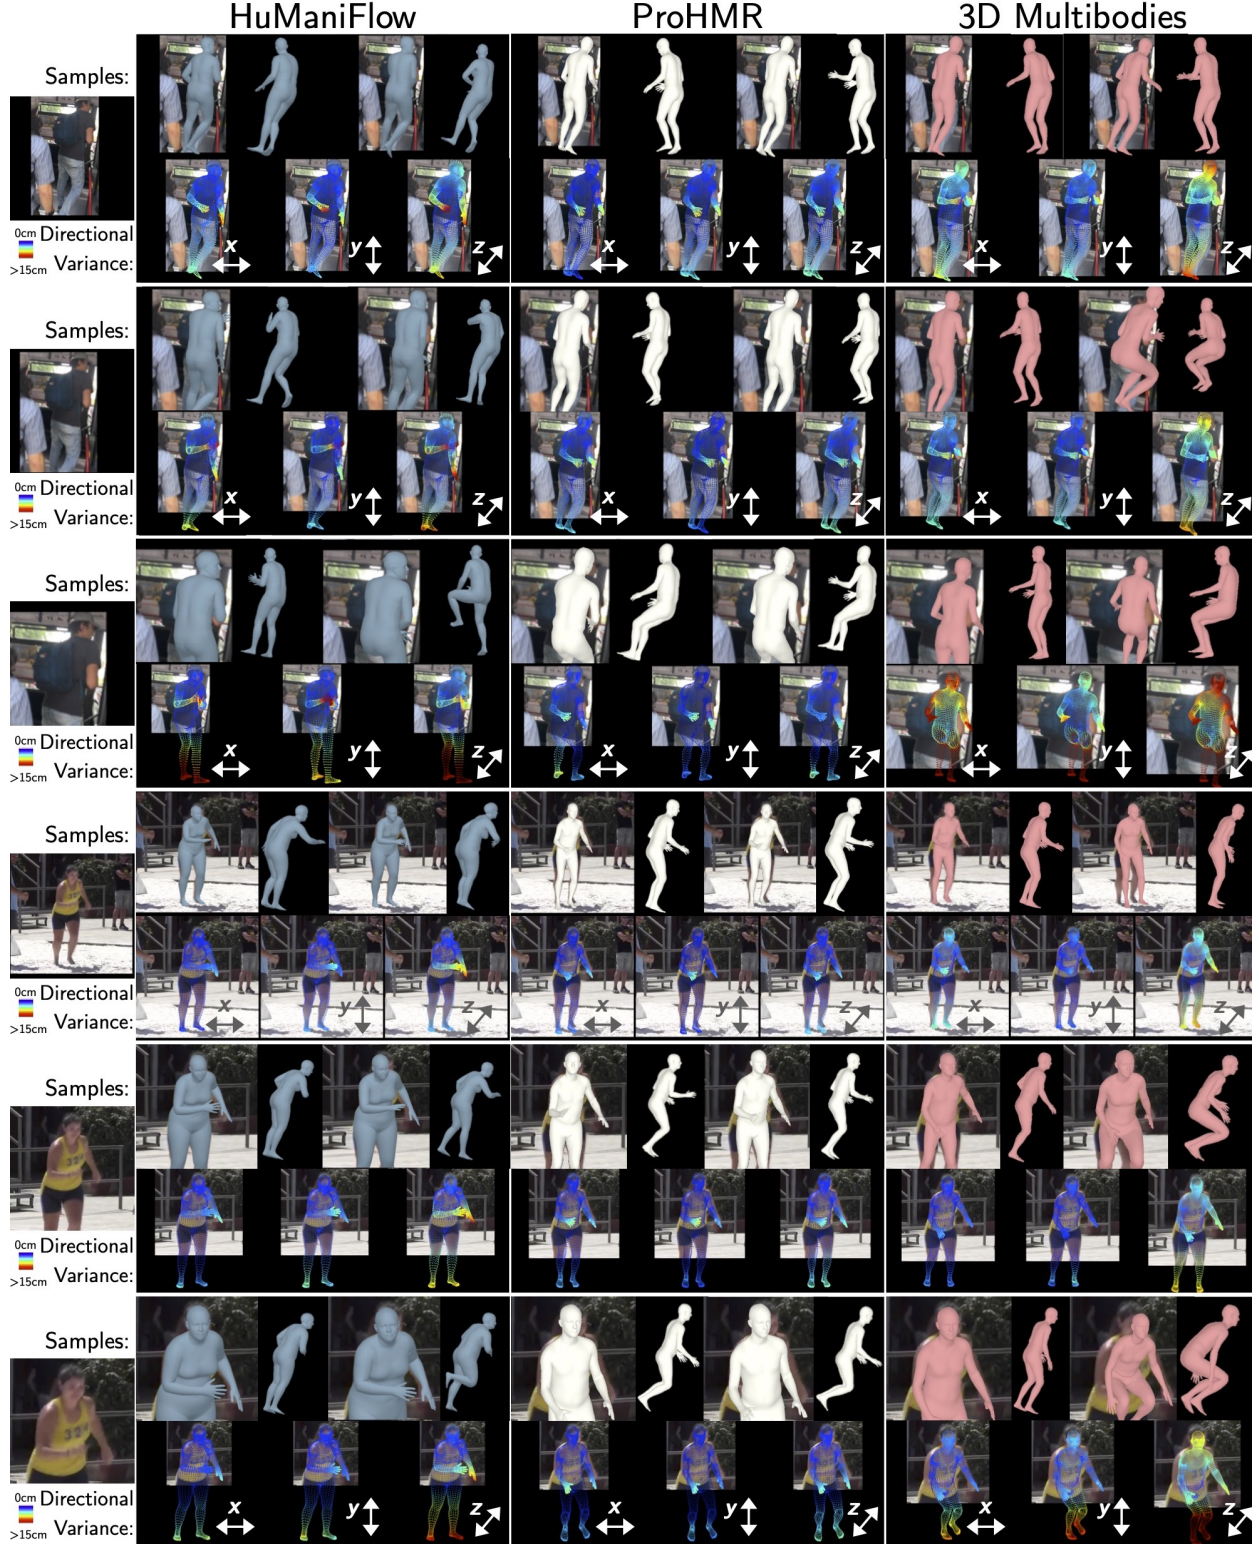 HuManiFlow ProHMR 3D Multibodies
Samples:
0cm Directional
>15cm Variance:
x y z x y z x y z
Samples:
0cm Directional
>15cm Variance:
x y z x y z x y z
Samples:
0cm Directional
>15cm Variance:
x y z x y z x y z
Samples:
0cm Directional
>15cm Variance:
x y z x y z x y z
Samples:
0cm Directional
>15cm Variance:
x y z x y z x y z
Samples:
0cm Directional
>15cm Variance:
x y z x y z x y z